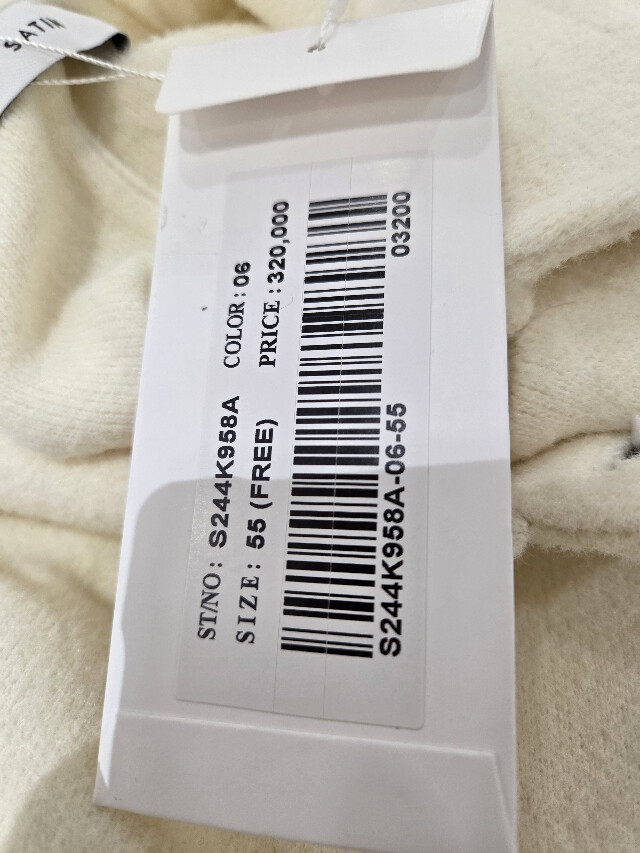 SATIN
ST/NO : S244K958A COLOR : 06
SIZE : 55 (FREE) PRICE : 320,000
S244K958A-06-55 03200